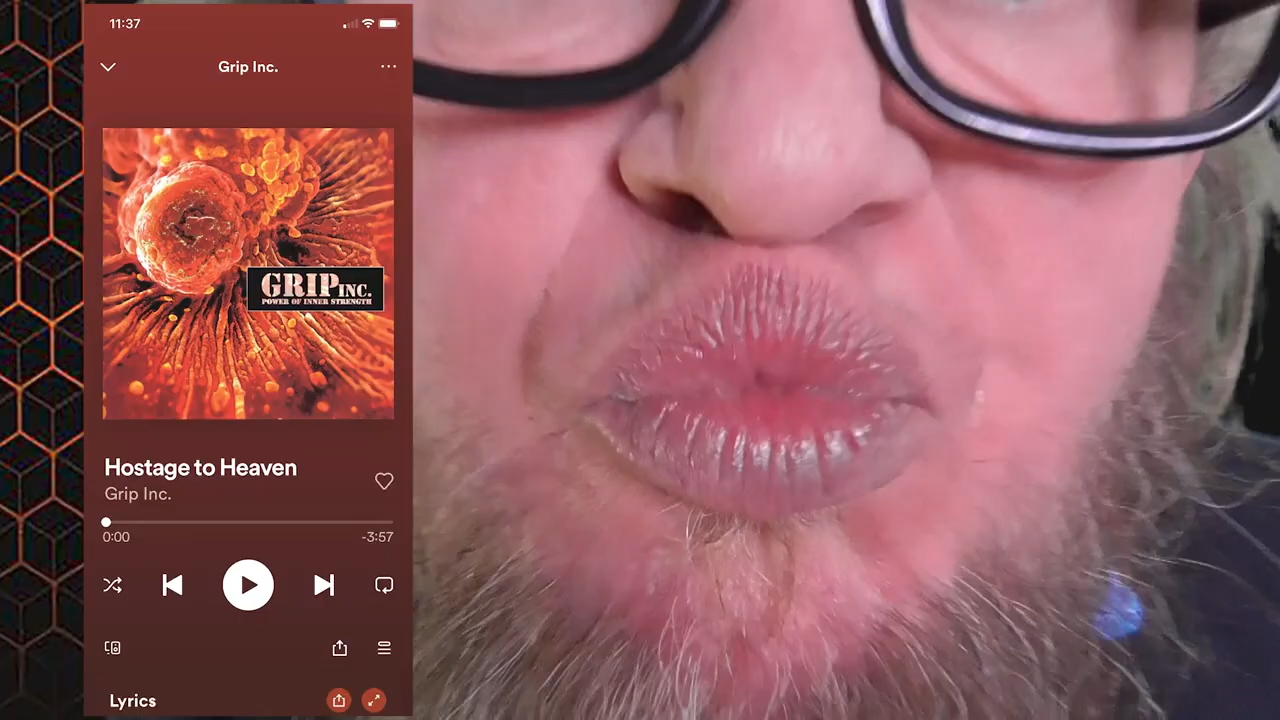 11:37
Grip Inc.
GRIP INC.
POWER OF INNER STRENGTH
Hostage to Heaven
Grip Inc.
0:00
-3:57
Lyrics